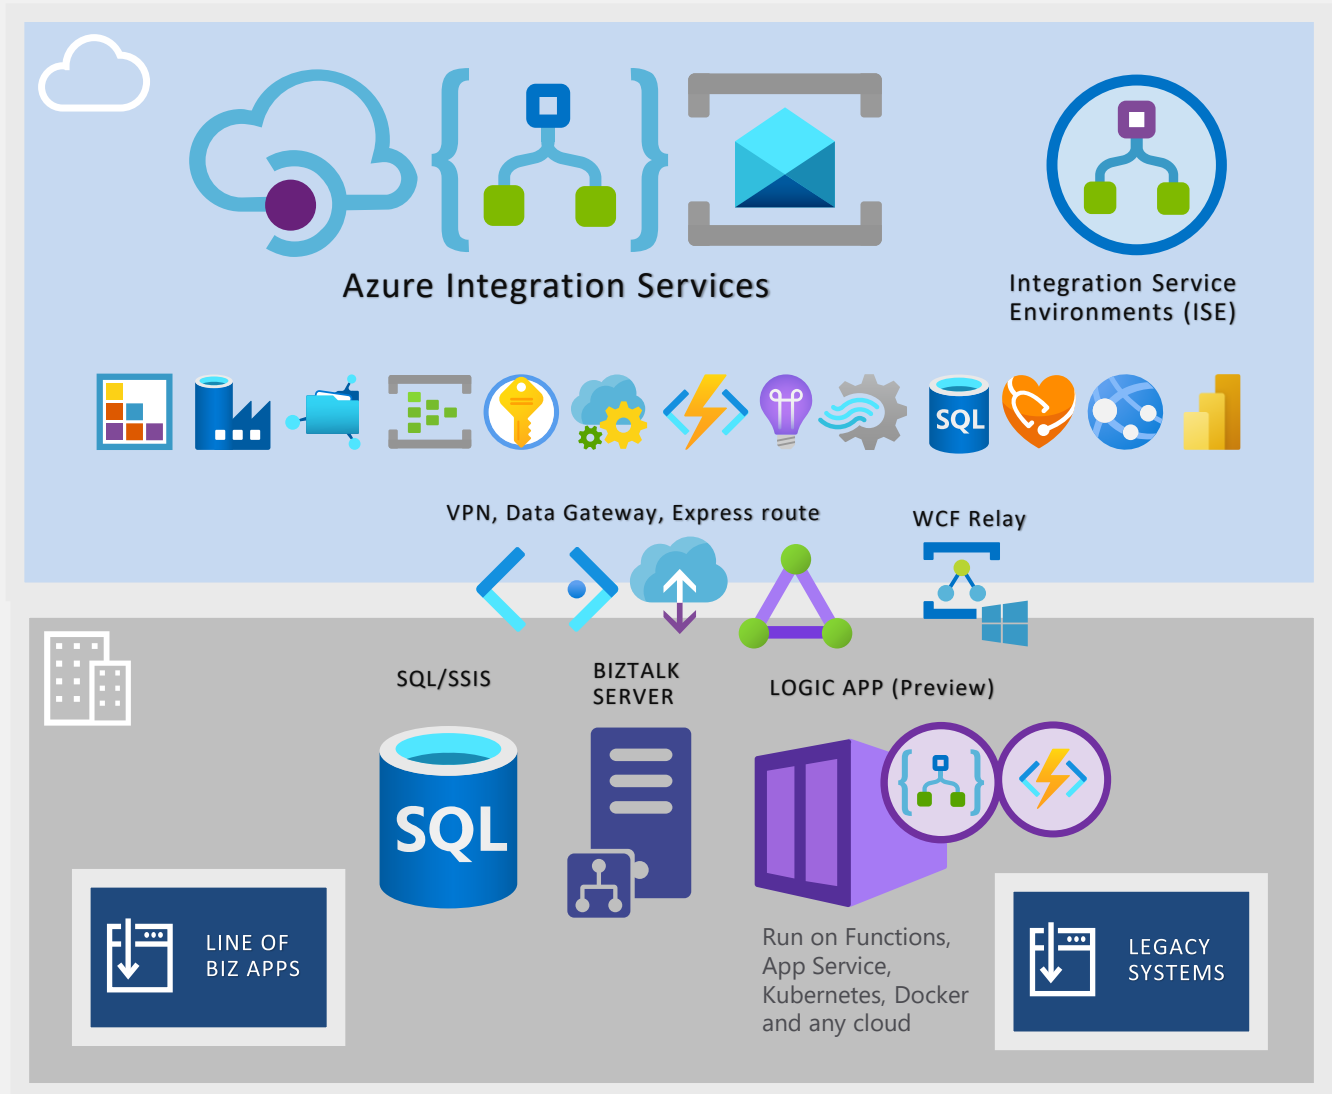 Azure Integration Services
Integration Service
Environments (ISE)
SQL
VPN, Data Gateway, Express route
WCF Relay
SQL/SSIS
BIZTALK
SERVER
LOGIC APP (Preview)
SQL
LINE OF
BIZ APPS
Run on Functions,
App Service,
Kubernetes, Docker
and any cloud
LEGACY
SYSTEMS